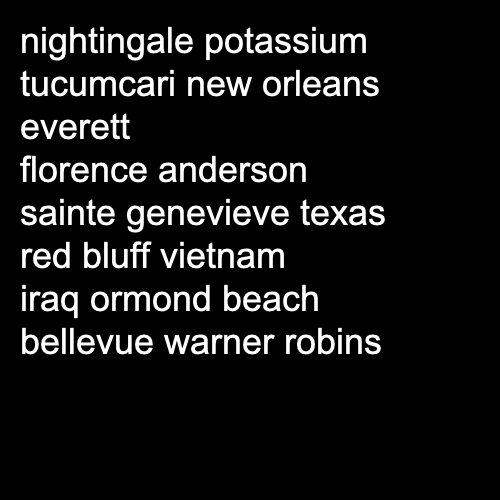 nightingale potassium
tucumcari new orleans
everett
florence anderson
sainte genevieve texas
red bluff vietnam
iraq ormond beach
bellevue warner robins